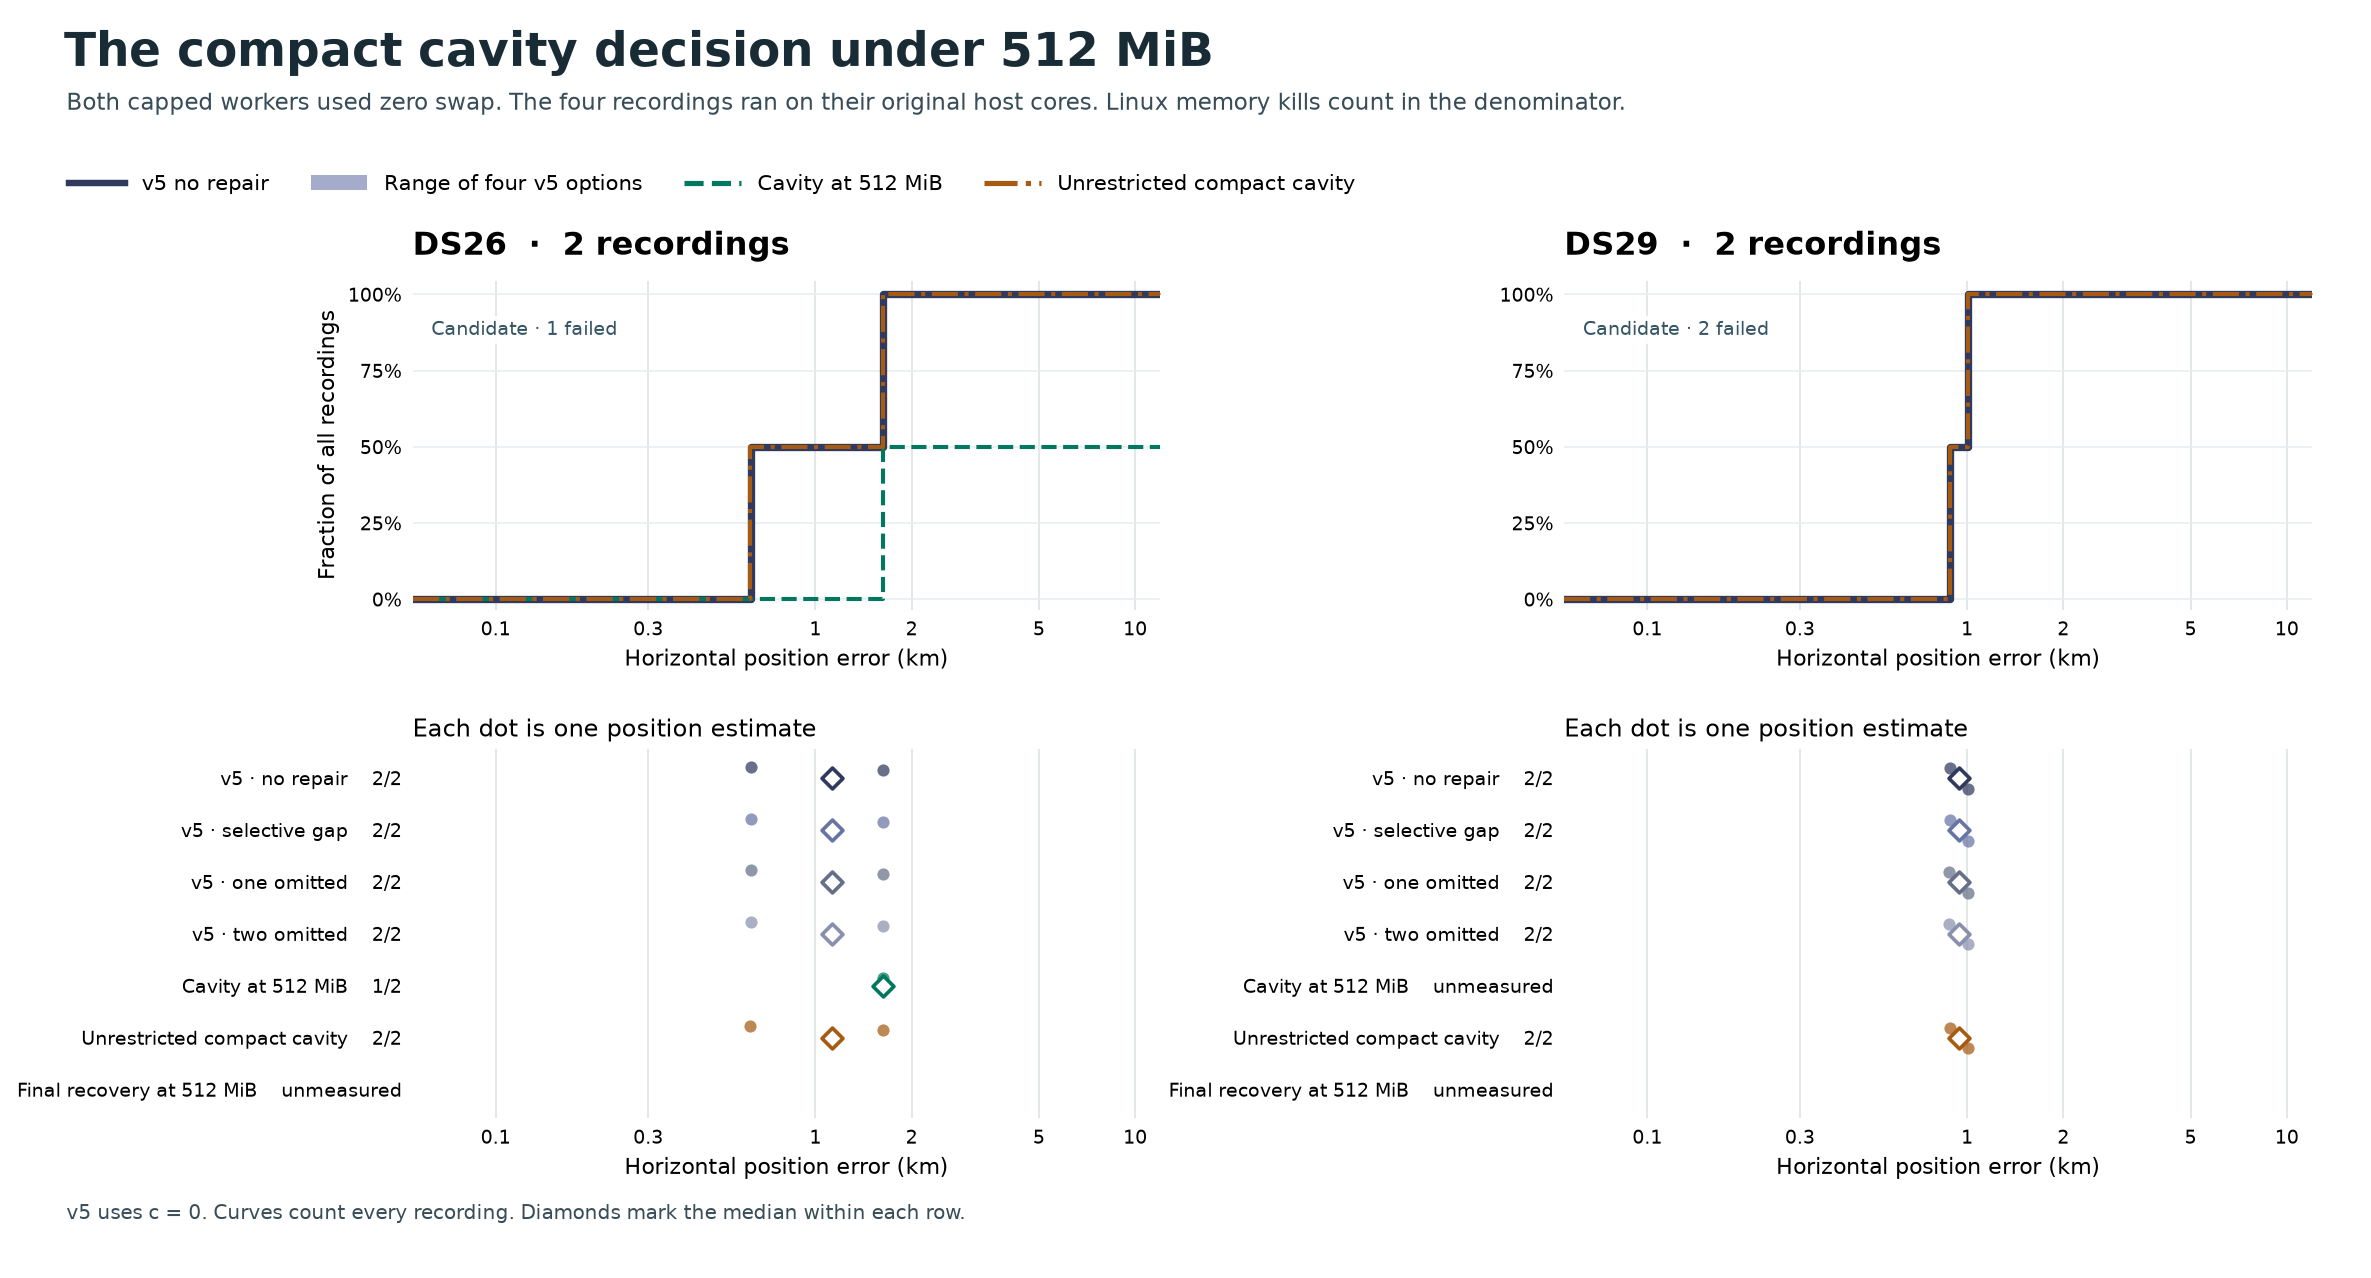 The compact cavity decision under 512 MiB
Both capped workers used zero swap. The four recordings ran on their original host cores. Linux memory kills count in the denominator.
v5 no repair
Range of four v5 options
Cavity at 512 MiB
Unrestricted compact cavity
DS26 · 2 recordings
Fraction of all recordings
100%
75%
50%
25%
0%
Candidate · 1 failed
0.1 0.3 1 2 5 10
Horizontal position error (km)
DS29 · 2 recordings
100%
75%
50%
25%
0%
Candidate · 2 failed
0.1 0.3 1 2 5 10
Horizontal position error (km)
Each dot is one position estimate
v5 · no repair 2/2
v5 · selective gap 2/2
v5 · one omitted 2/2
v5 · two omitted 2/2
Cavity at 512 MiB 1/2
Unrestricted compact cavity 2/2
Final recovery at 512 MiB unmeasured
0.1 0.3 1 2 5 10
Horizontal position error (km)
Each dot is one position estimate
v5 · no repair 2/2
v5 · selective gap 2/2
v5 · one omitted 2/2
v5 · two omitted 2/2
Cavity at 512 MiB unmeasured
Unrestricted compact cavity 2/2
Final recovery at 512 MiB unmeasured
0.1 0.3 1 2 5 10
Horizontal position error (km)
v5 uses c = 0. Curves count every recording. Diamonds mark the median within each row.